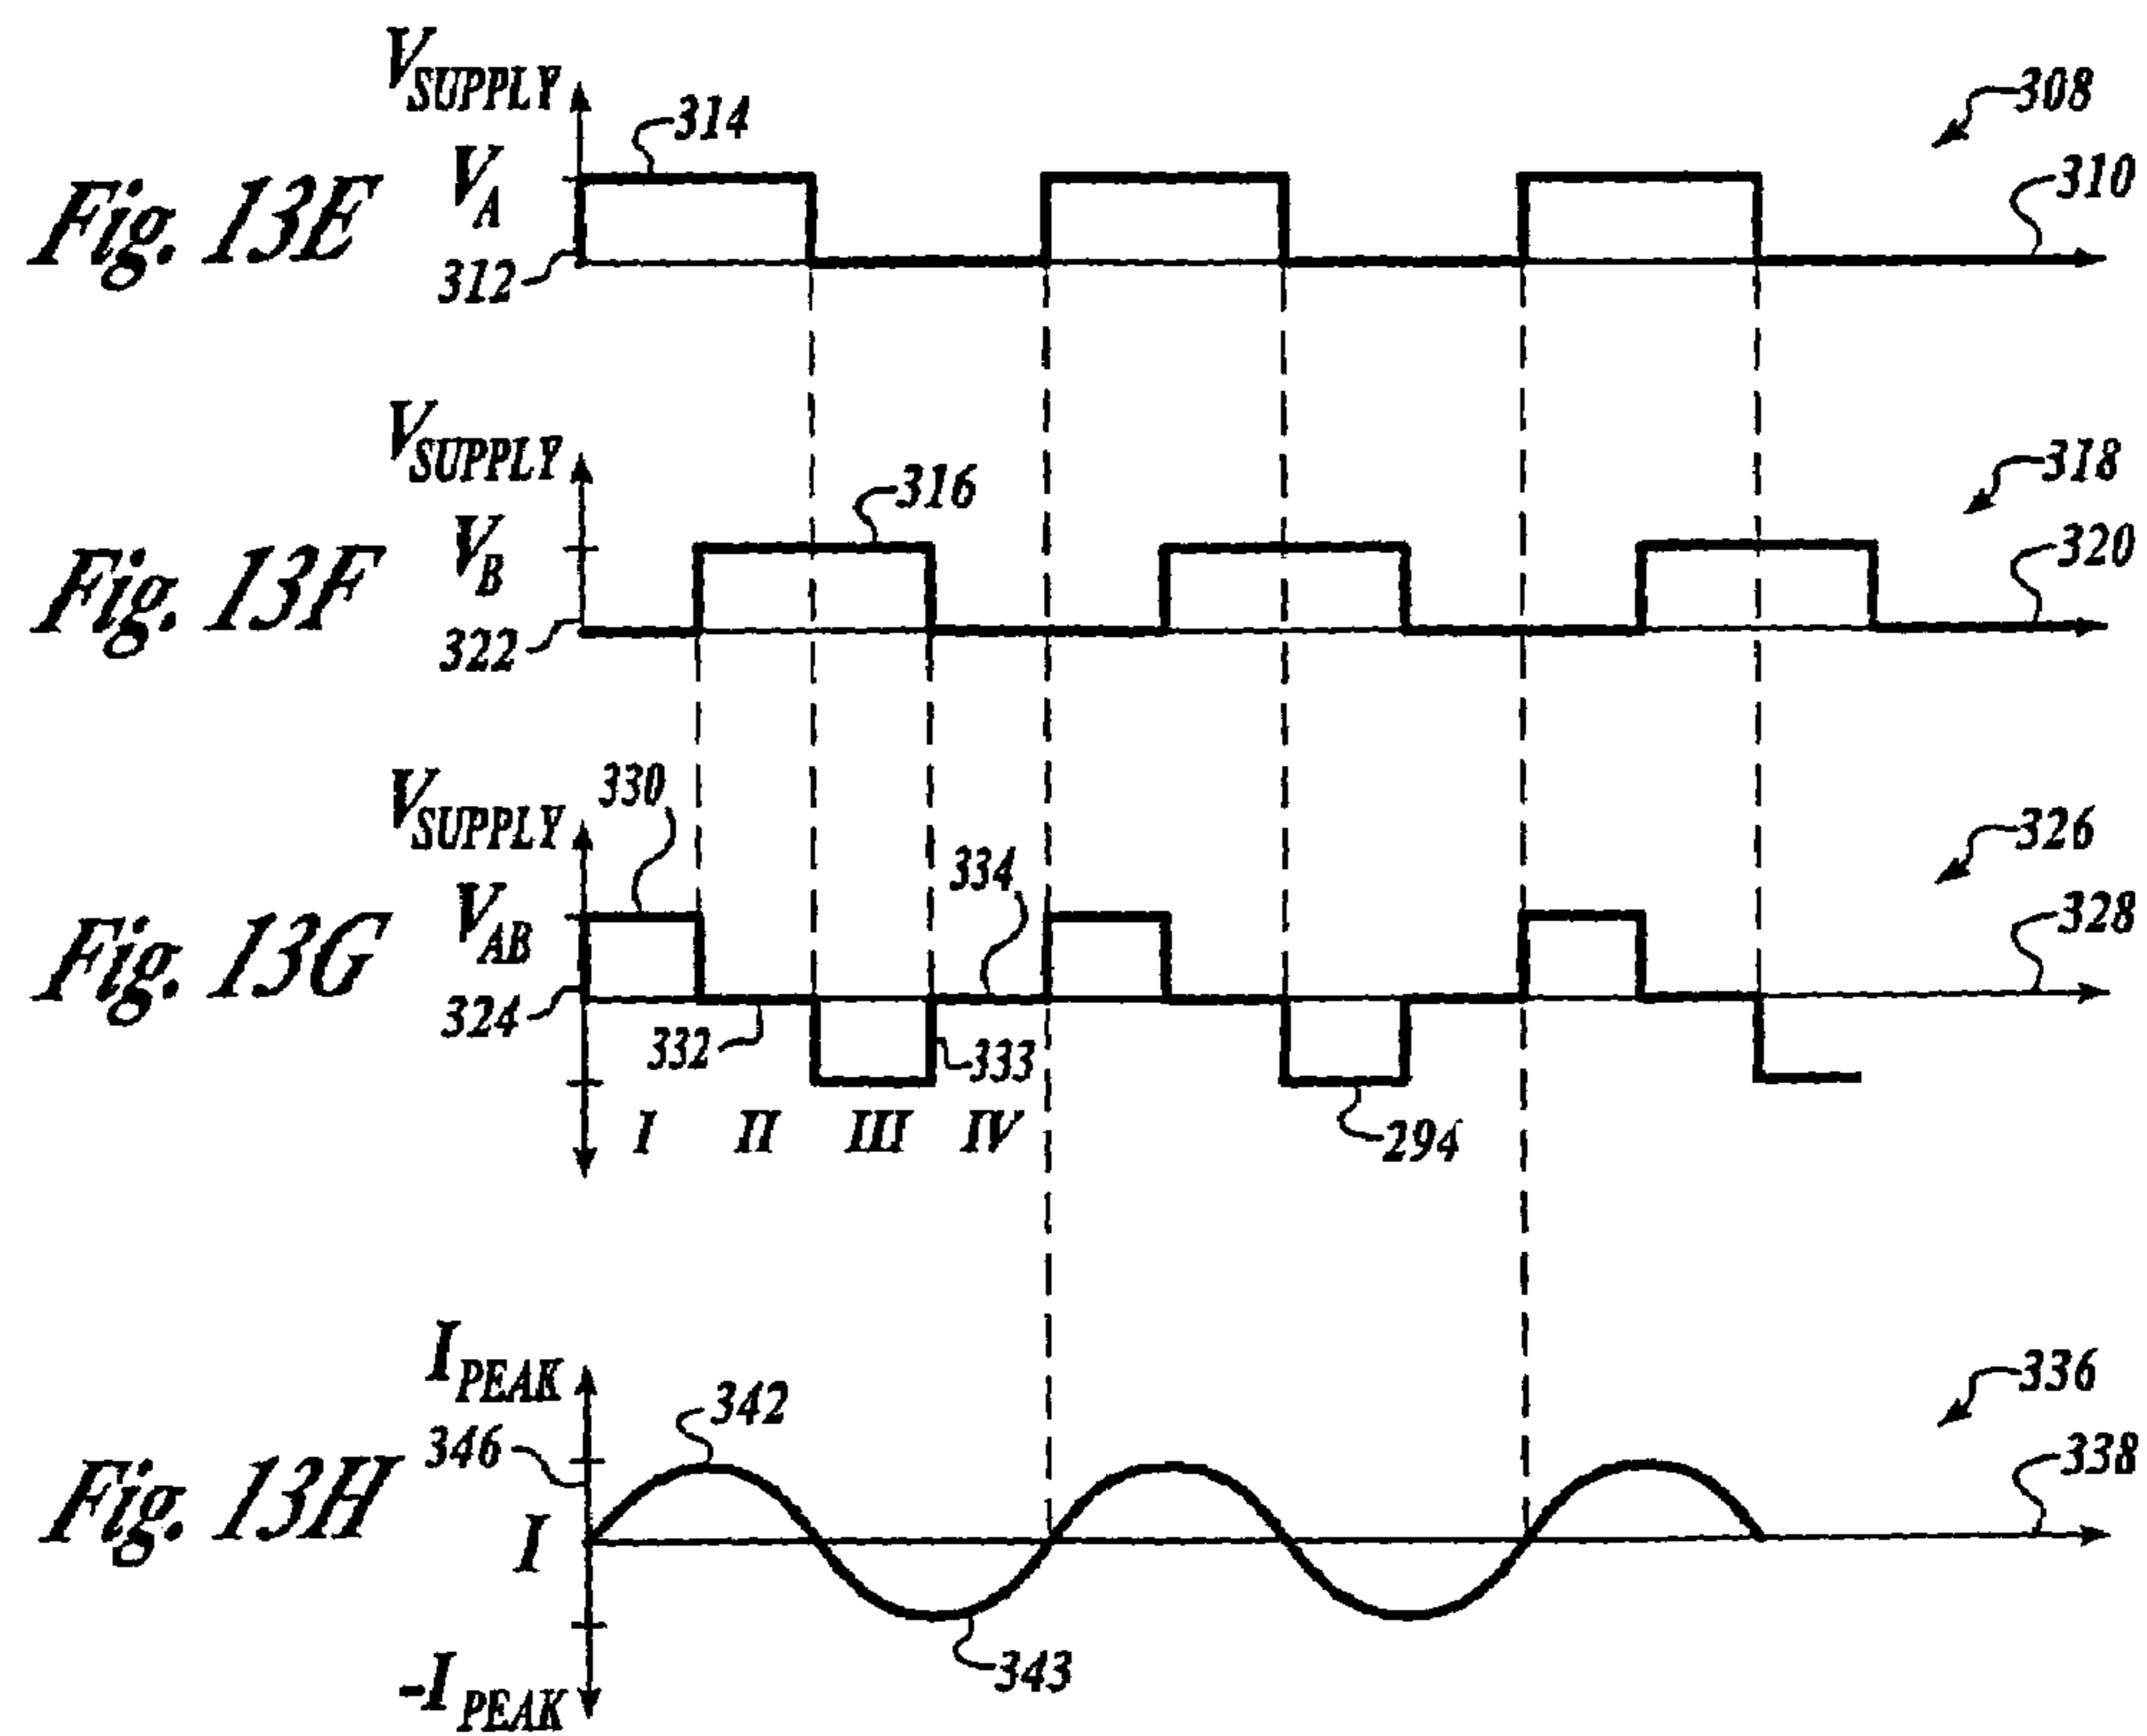 V_SUPPLY
314
308
Fig. 13E
V_A
310
312
V_SUPPLY
316
318
Fig. 13F
V_B
320
322
V_SUPPLY
330
334
326
Fig. 13G
V_AB
328
324
332
333
I II III IV
294
I_PEAK
342
336
346
338
Fig. 13H
I
343
-I_PEAK